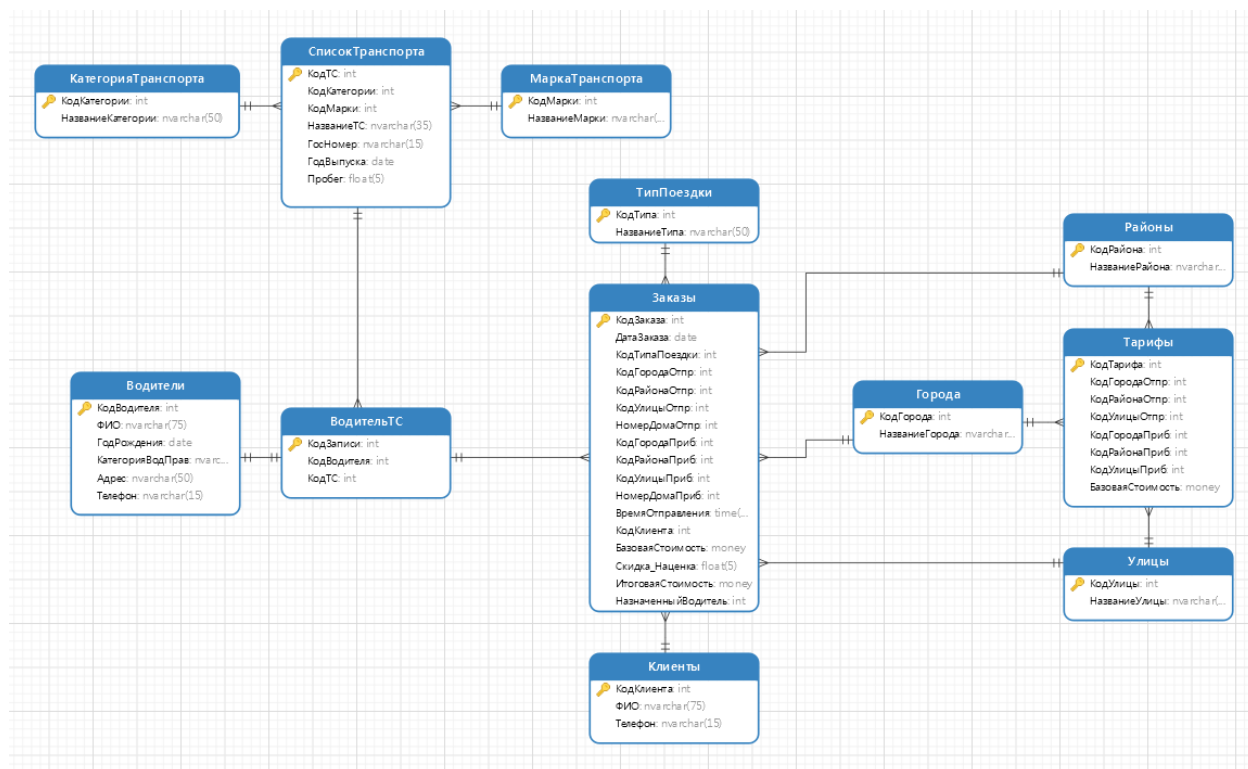 СписокТранспорта
КодТС: int
КодКатегории: int
КодМарки: int
НазваниеТС: nvarchar(35)
ГосНомер: nvarchar(15)
ГодВыпуска: date
Пробег: float(5)
КатегорияТранспорта
КодКатегории: int
НазваниеКатегории: nvarchar(50)
МаркаТранспорта
КодМарки: int
НазваниеМарки: nvarchar(...
ТипПоездки
КодТипа: int
НазваниеТипа: nvarchar(50)
Районы
КодРайона: int
НазваниеРайона: nvarchar...
Заказы
КодЗаказа: int
ДатаЗаказа: date
КодТипаПоездки: int
КодГородаОтпр: int
КодРайонаОтпр: int
КодУлицыОтпр: int
НомерДомаОтпр: int
КодГородаПриб: int
КодРайонаПриб: int
КодУлицыПриб: int
НомерДомаПриб: int
ВремяОтправления: time(...
КодКлиента: int
БазоваяСтоимость: money
Скидка_Наценка: float(5)
ИтоговаяСтоимость: money
НазначенныйВодитель: int
Тарифы
КодТарифа: int
КодГородаОтпр: int
КодРайонаОтпр: int
КодУлицыОтпр: int
КодГородаПриб: int
КодРайонаПриб: int
КодУлицыПриб: int
БазоваяСтоимость: money
Водители
КодВодителя: int
ФИО: nvarchar(75)
ГодРождения: date
КатегорияВодПрав: nvarc...
Адрес: nvarchar(50)
Телефон: nvarchar(15)
ВодительТС
КодЗаписи: int
КодВодителя: int
КодТС: int
Города
КодГорода: int
НазваниеГорода: nvarchar...
Улицы
КодУлицы: int
НазваниеУлицы: nvarchar(...
Клиенты
КодКлиента: int
ФИО: nvarchar(75)
Телефон: nvarchar(15)